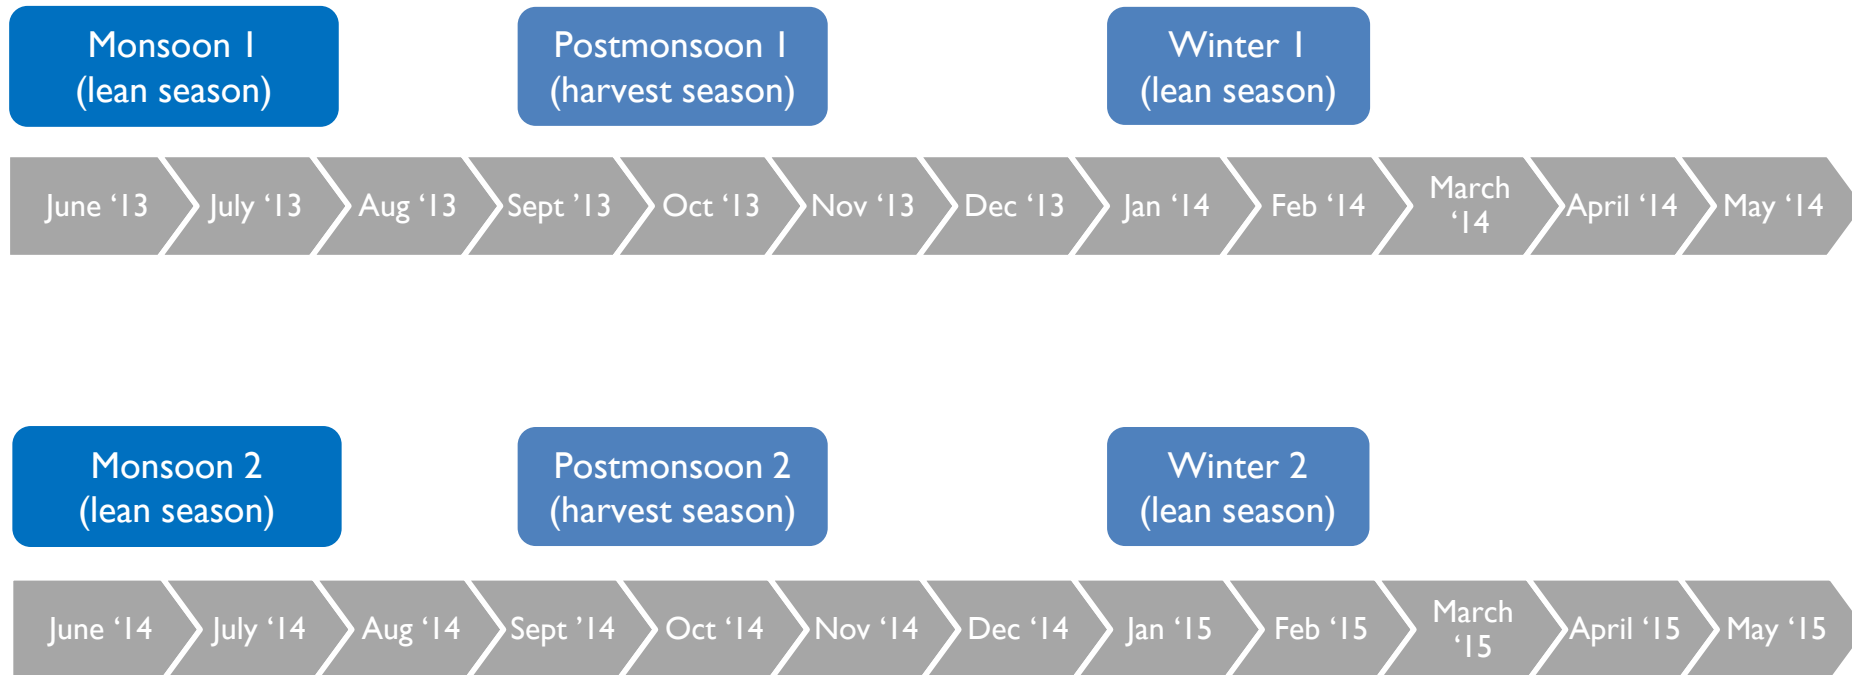 Monsoon 1
(lean season)
Postmonsoon 1
(harvest season)
Winter 1
(lean season)
June ‘13
July ‘13
Aug ‘13
Sept ’13
Oct ‘13
Nov ‘13
Dec ‘13
Jan ‘14
Feb ‘14
March
‘14
April ‘14
May ‘14
Monsoon 2
(lean season)
Postmonsoon 2
(harvest season)
Winter 2
(lean season)
June ‘14
July ‘14
Aug ‘14
Sept ‘14
Oct ‘14
Nov ‘14
Dec ‘14
Jan ‘15
Feb ‘15
March
‘15
April ‘15
May ‘15